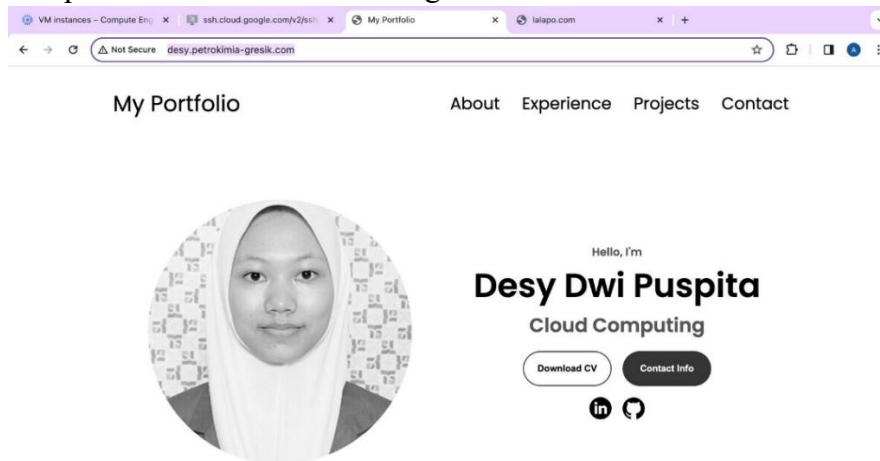 VM instances – Compute Eng
ssh.cloud.google.com/v2/ssh
My Portfolio
lalapo.com
Not Secure desy.petrokimia-gresik.com
My Portfolio About Experience Projects Contact
Hello, I'm
Desy Dwi Puspita
Cloud Computing
Download CV Contact Info
in